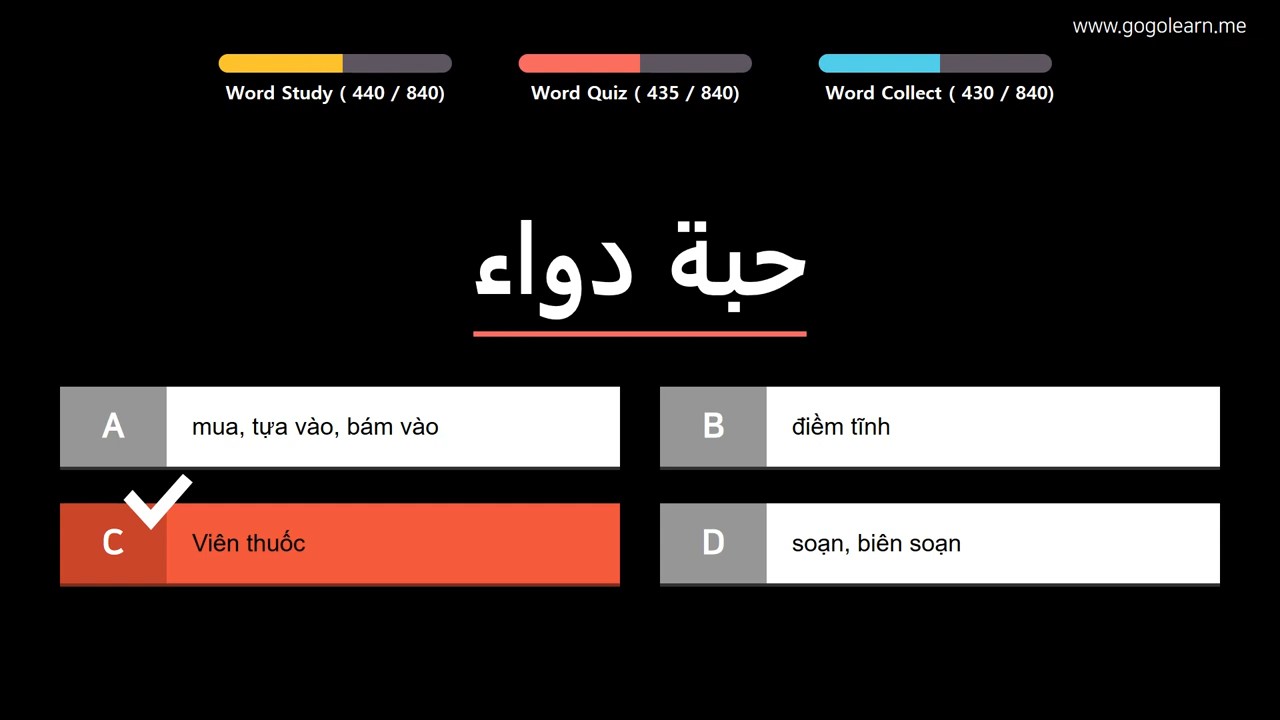 www.gogolearn.me
Word Study ( 440 / 840)
Word Quiz ( 435 / 840)
Word Collect ( 430 / 840)
حبة دواء
A
mua, tựa vào, bám vào
B
điềm tĩnh
C
Viên thuốc
D
soạn, biên soạn